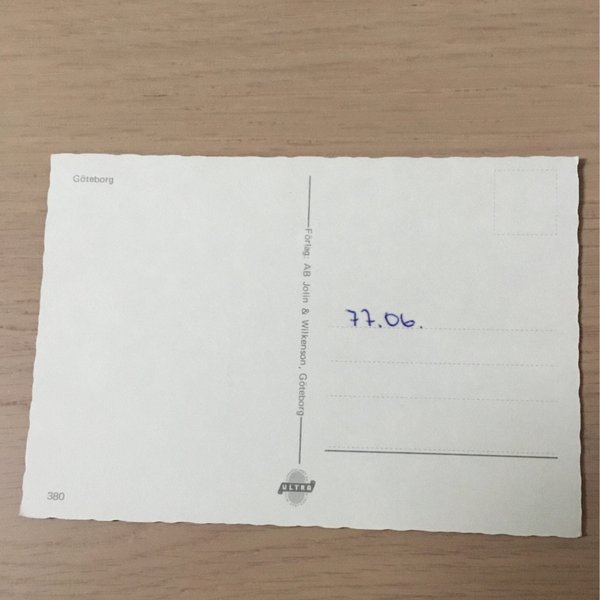 Göteborg
Förlag: AB Jolin & Wilkenson, Göteborg
77.06.
380
ULTRA